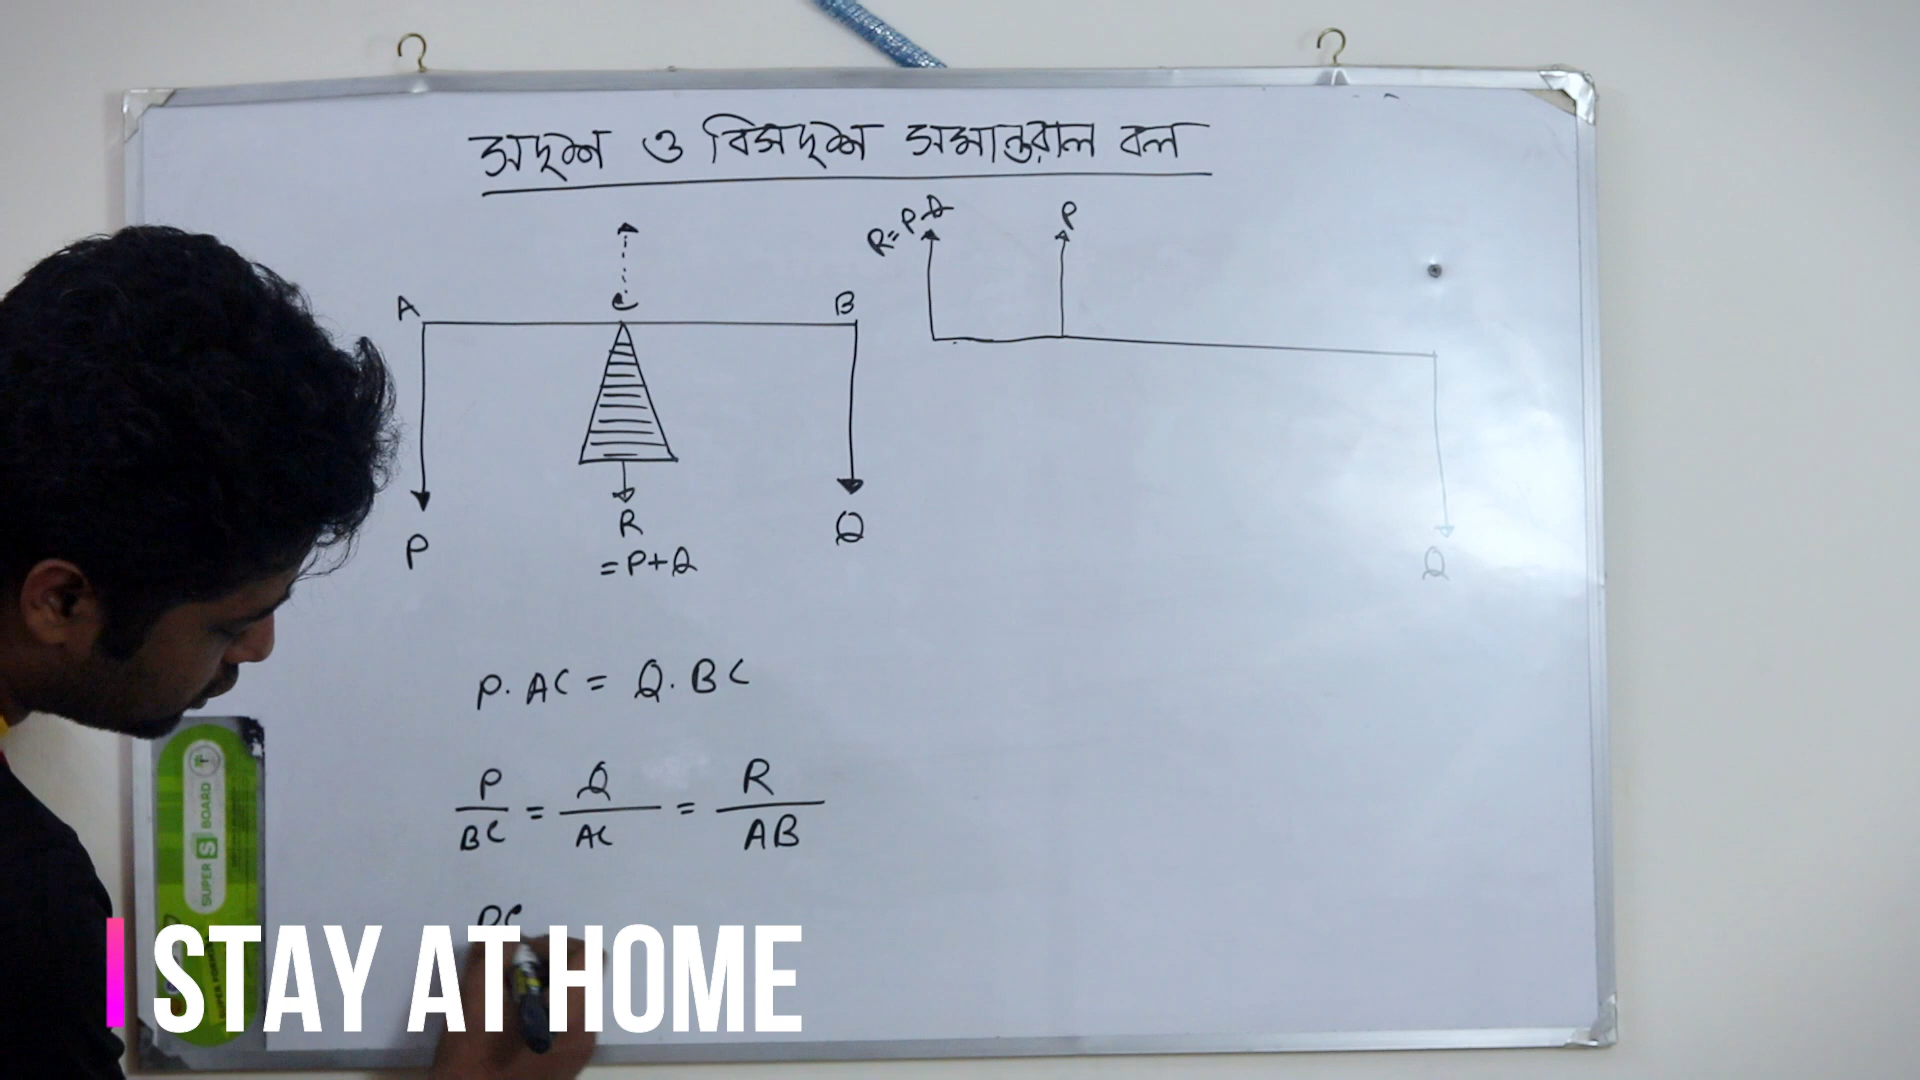 সদৃশ ও বিসদৃশ সমান্তরাল বল
A C B
P
R
= P+Q
Q
R= P-Q
P
Q
P. AC = Q. BC
P/BC = Q/AC = R/AB
SUPER S BOARD
STAY AT HOME